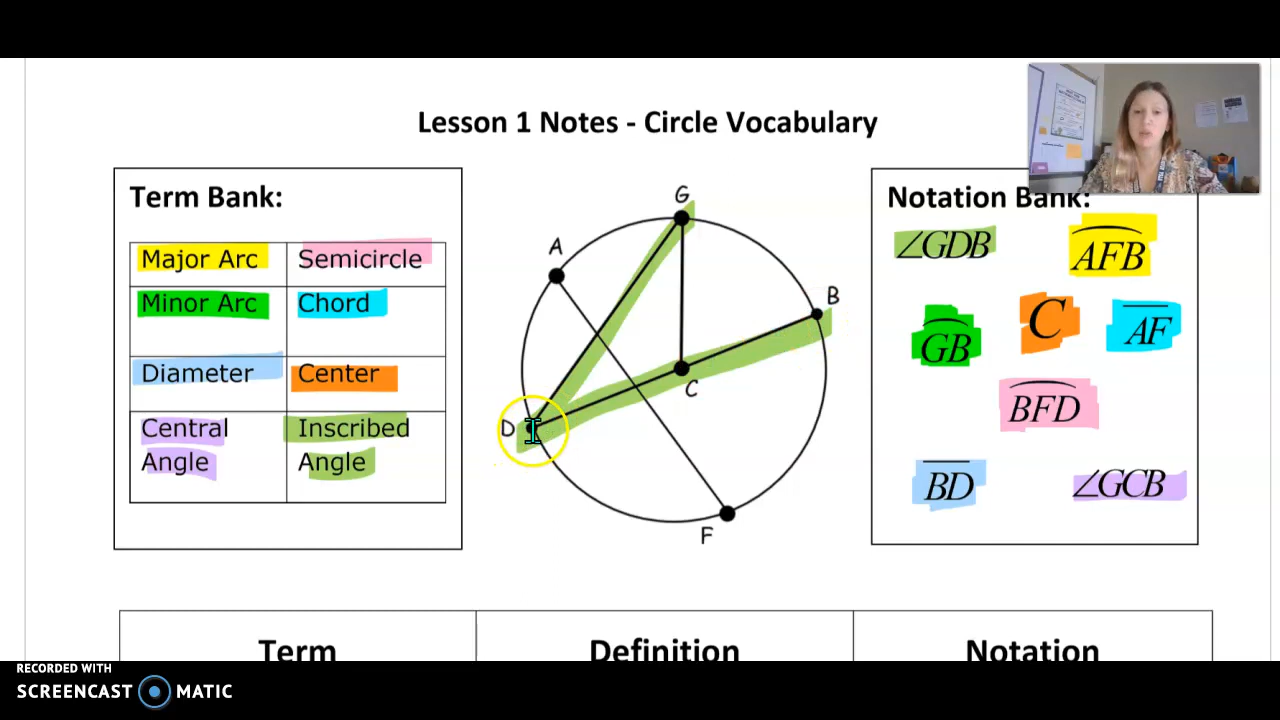 Lesson 1 Notes - Circle Vocabulary
Term Bank:
Major Arc
Semicircle
Minor Arc
Chord
Diameter
Center
Central
Angle
Inscribed
Angle
G
A
B
C
D
F
Notation Bank:
∠GDB
AFB
GB
C
AF
BFD
BD
∠GCB
Term
Definition
Notation
RECORDED WITH
SCREENCAST MATIC